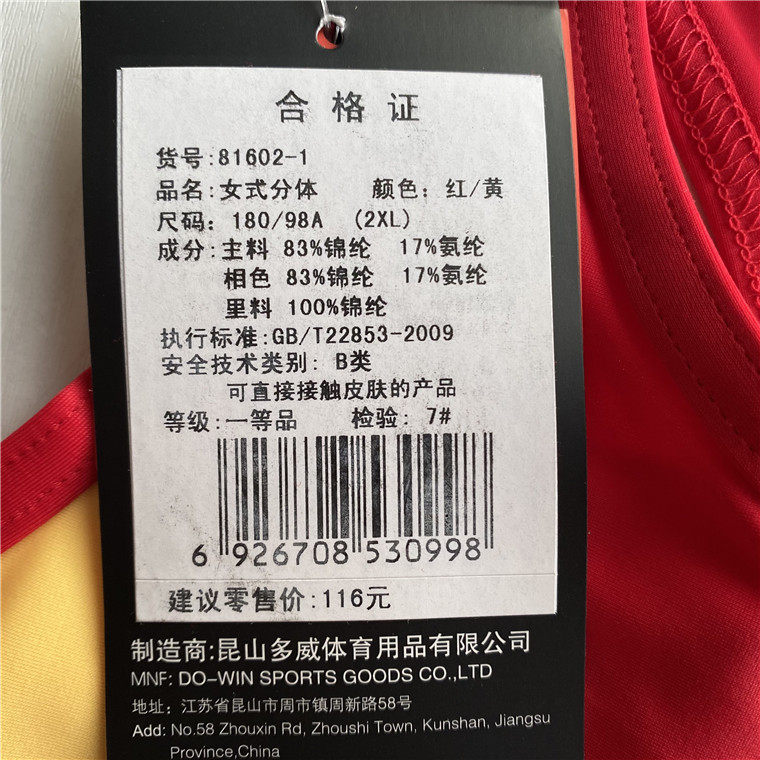 合格证
货号:81602-1
品名:女式分体 颜色：红/黄
尺码：180/98A （2XL）
成分:主料 83%锦纶 17%氨纶
相色 83%锦纶 17%氨纶
里料 100%锦纶
执行标准:GB/T22853-2009
安全技术类别: B类
可直接接触皮肤的产品
等级:一等品 检验: 7#
6 926708 530998
建议零售价:116元
制造商:昆山多威体育用品有限公司
MNF: DO-WIN SPORTS GOODS CO.,LTD
地址: 江苏省昆山市周市镇周新路58号
Add: No.58 Zhouxin Rd, Zhoushi Town, Kunshan, Jiangsu
Province,China